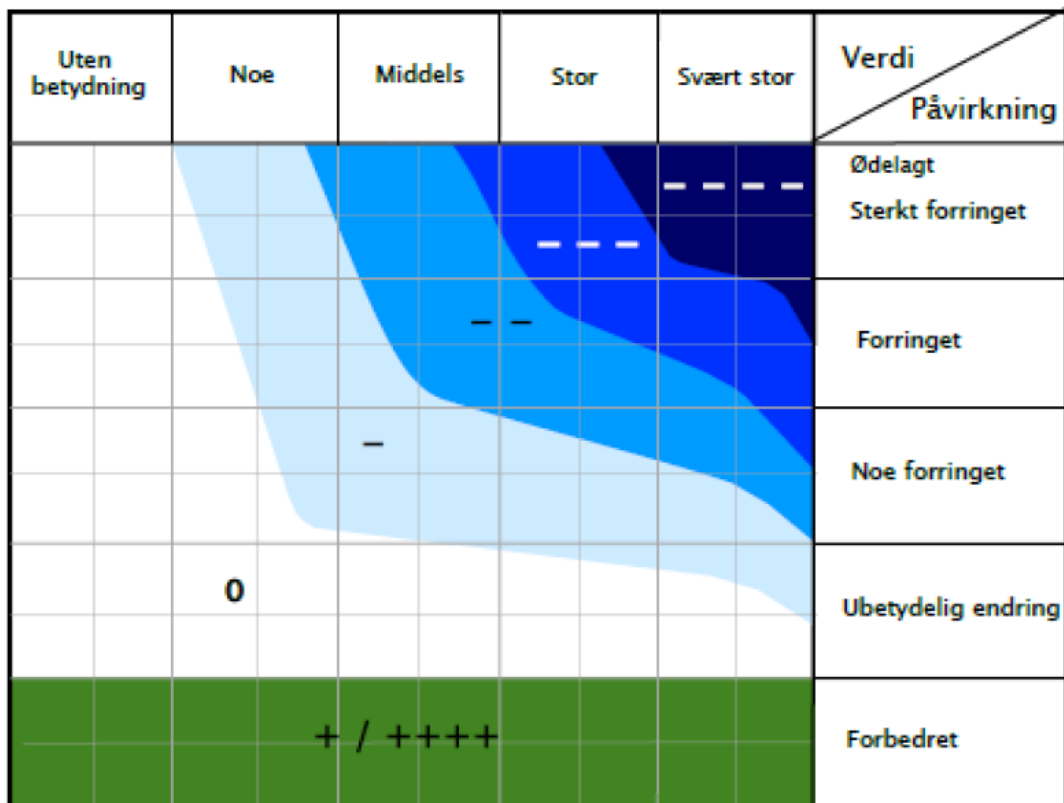 Uten
betydning
Noe
Middels
Stor
Svært stor
Verdi
Påvirkning
– – – –
Ødelagt
Sterkt forringet
– – –
– –
Forringet
–
Noe forringet
0
Ubetydelig endring
+ / ++++
Forbedret